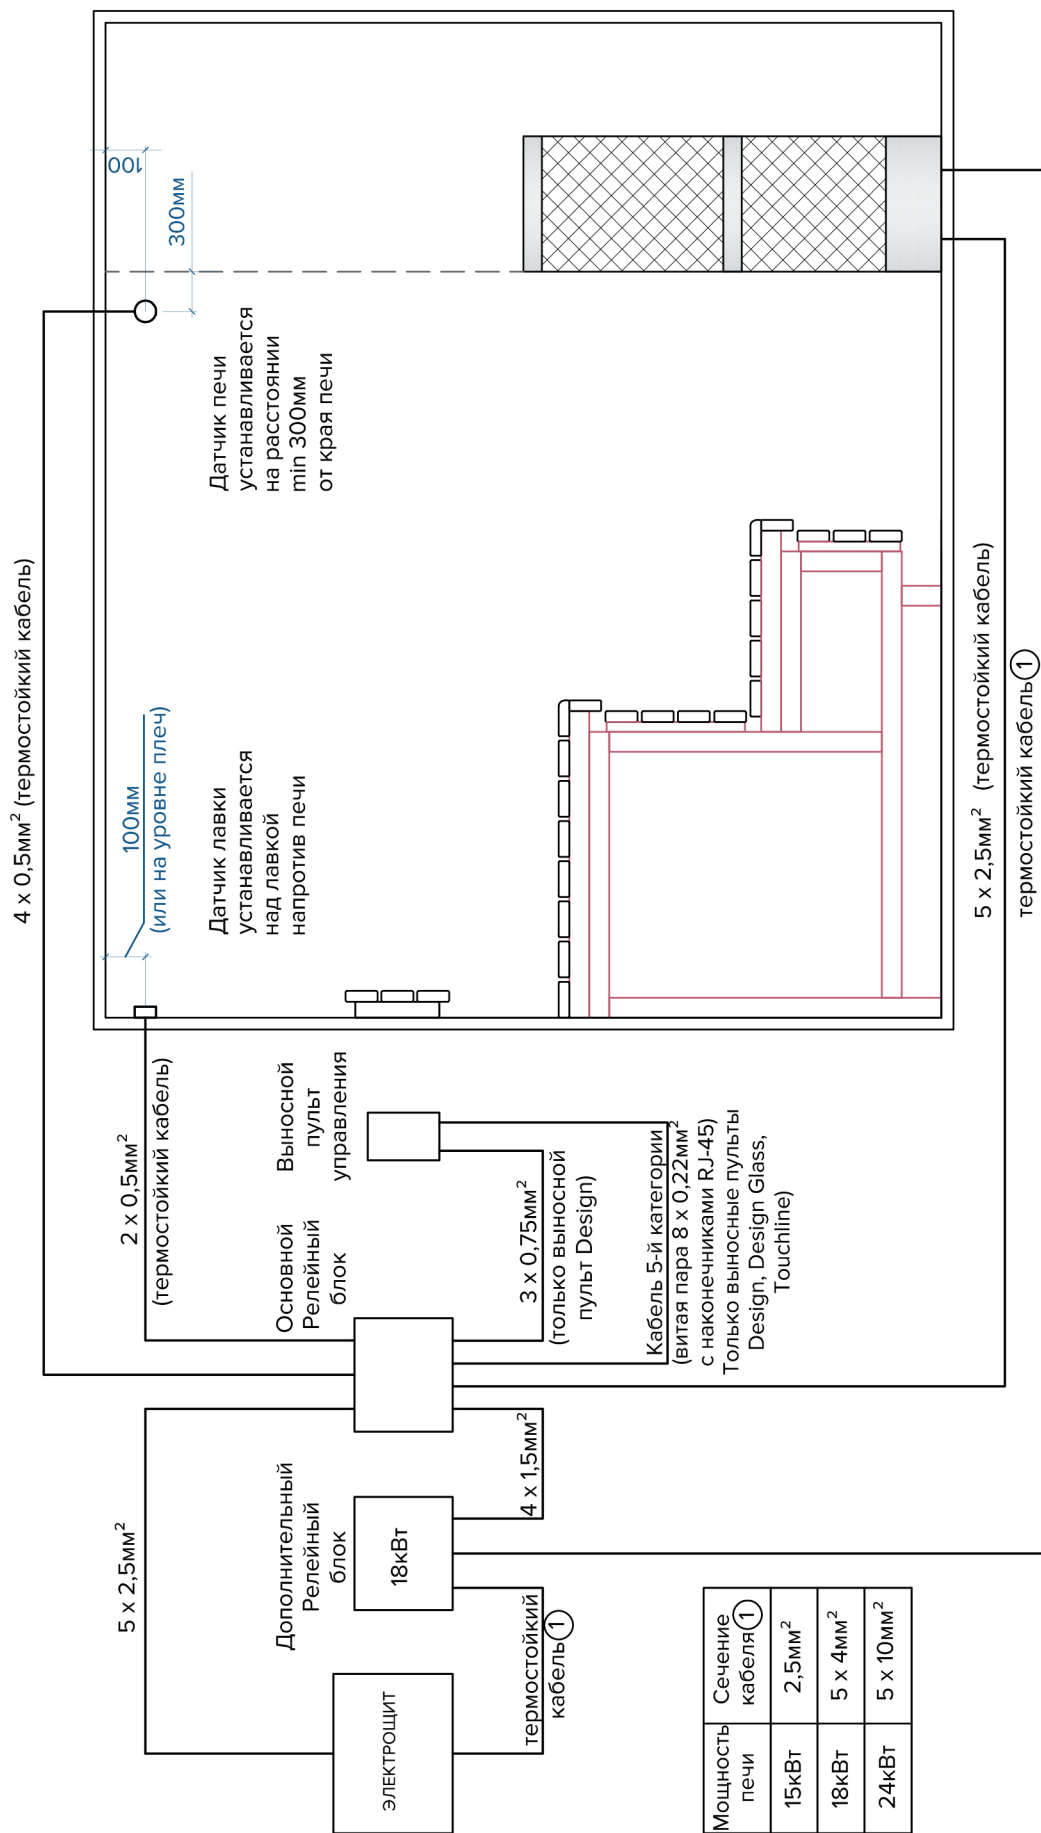 4 x 0,5мм²(термостойкий кабель)
100
300мм
Датчик печи
устанавливается
на расстоянии
min 300мм
от края печи
100мм
(или на уровне плеч)
Датчик лавки
устанавливается
над лавкой
напротив печи
2 x 0,5мм²
(термостойкий кабель)
Выносной
пульт
управления
Основной
Релейный
блок
3 x 0,75мм²
(только выносной
пульт Design)
Кабель 5-й категории
(витая пара 8 x 0,22мм²
с наконечниками RJ-45)
Только выносные пульты
Design, Design Glass,
Touchline)
5 x 2,5мм² (термостойкий кабель)
термостойкий кабель 1
5 x 2,5мм²
Дополнительный
Релейный
блок
18кВт
4 x 1,5мм²
ЭЛЕКТРОЩИТ
термостойкий
кабель 1
Мощность печи Сечение кабеля 1
15кВт 2,5мм²
18кВт 5 x 4мм²
24кВт 5 x 10мм²